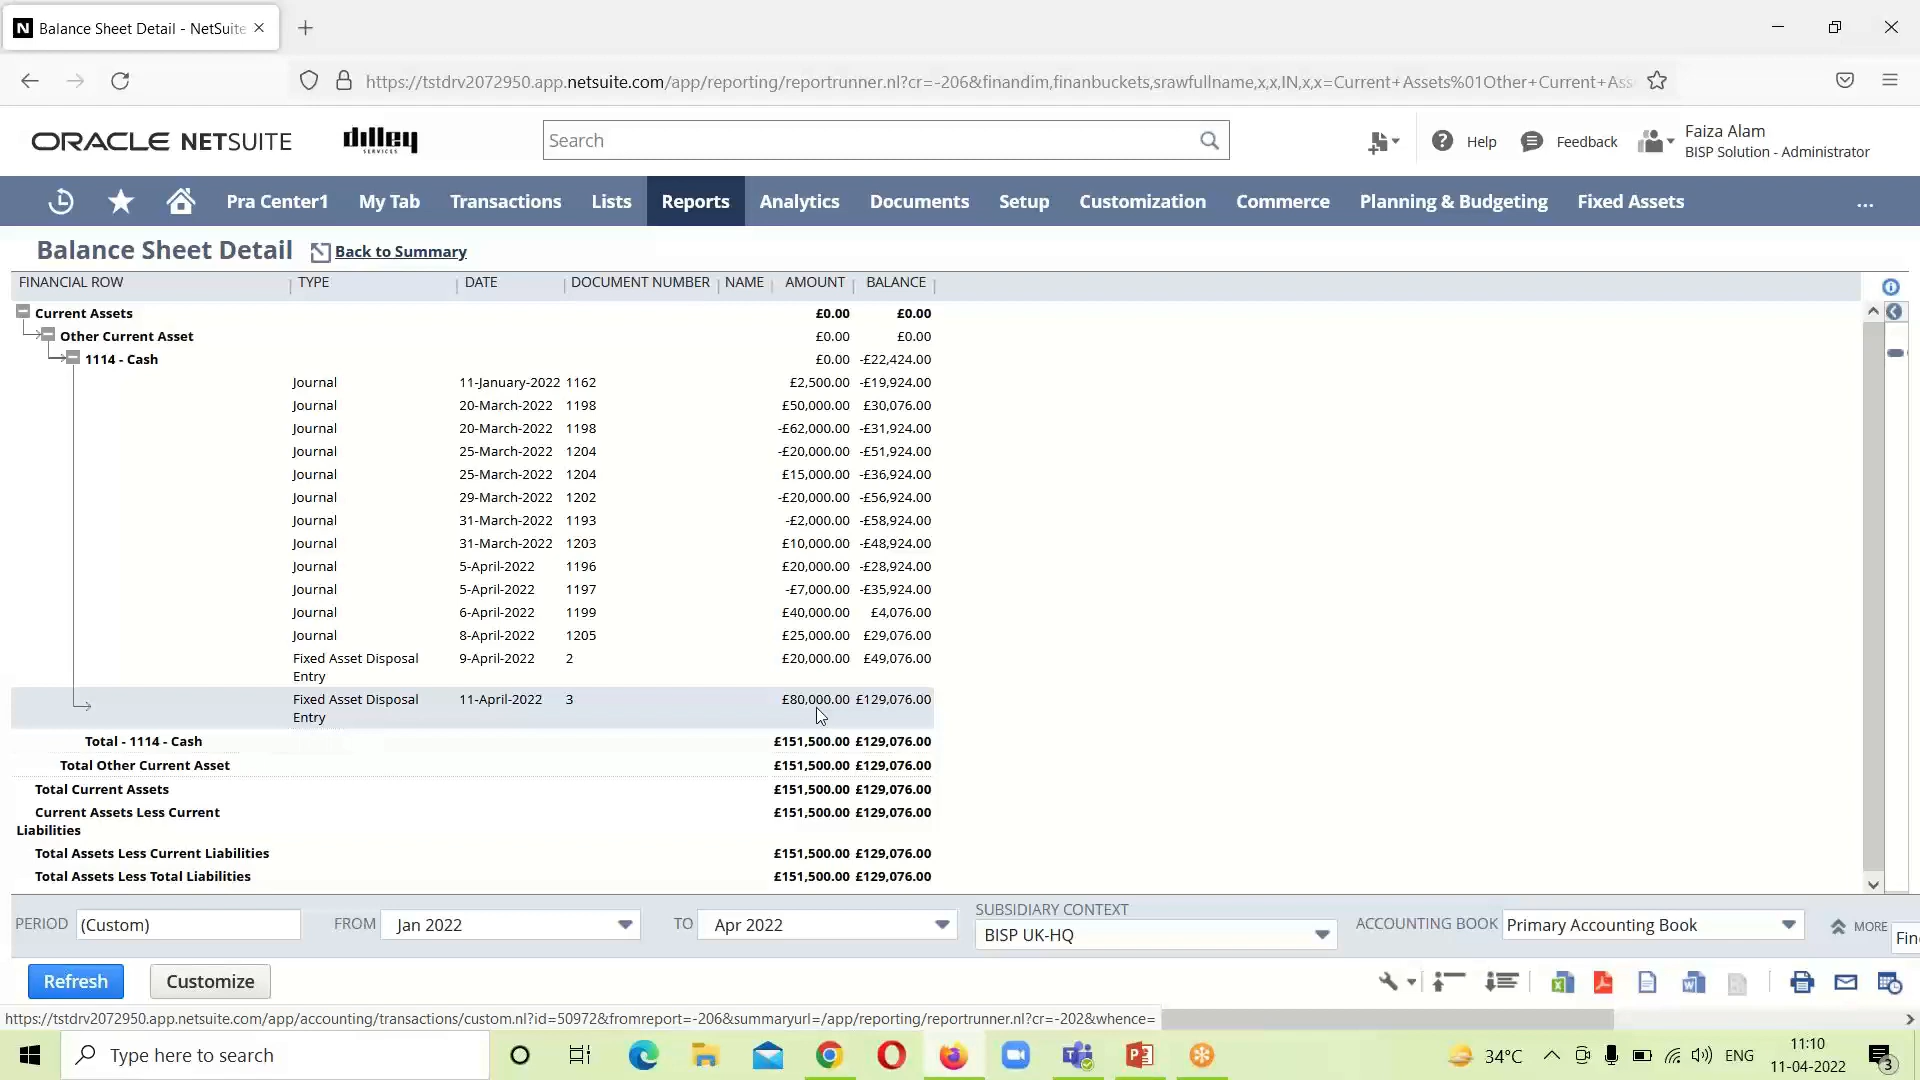 Balance Sheet Detail - NetSuite
https://tstdrv2072950.app.netsuite.com/app/reporting/reportrunner.nl?cr=-206&finandim,finanbuckets,srawfullname,x,x,IN,x,x=Current+Assets%01Other+Current+Ass
ORACLE NETSUITE
dilley
SERVICES
Search
Help
Feedback
Faiza Alam
BISP Solution - Administrator
Pra Center1 My Tab Transactions Lists Reports Analytics Documents Setup Customization Commerce Planning & Budgeting Fixed Assets ...
Balance Sheet Detail Back to Summary
FINANCIAL ROW TYPE DATE DOCUMENT NUMBER NAME AMOUNT BALANCE
Current Assets £0.00 £0.00
Other Current Asset £0.00 £0.00
1114 - Cash £0.00 -£22,424.00
Journal 11-January-2022 1162 £2,500.00 -£19,924.00
Journal 20-March-2022 1198 £50,000.00 £30,076.00
Journal 20-March-2022 1198 -£62,000.00 -£31,924.00
Journal 25-March-2022 1204 -£20,000.00 -£51,924.00
Journal 25-March-2022 1204 £15,000.00 -£36,924.00
Journal 29-March-2022 1202 -£20,000.00 -£56,924.00
Journal 31-March-2022 1193 -£2,000.00 -£58,924.00
Journal 31-March-2022 1203 £10,000.00 -£48,924.00
Journal 5-April-2022 1196 £20,000.00 -£28,924.00
Journal 5-April-2022 1197 -£7,000.00 -£35,924.00
Journal 6-April-2022 1199 £40,000.00 £4,076.00
Journal 8-April-2022 1205 £25,000.00 £29,076.00
Fixed Asset Disposal 9-April-2022 2 £20,000.00 £49,076.00
Entry
Fixed Asset Disposal 11-April-2022 3 £80,000.00 £129,076.00
Entry
Total - 1114 - Cash £151,500.00 £129,076.00
Total Other Current Asset £151,500.00 £129,076.00
Total Current Assets £151,500.00 £129,076.00
Current Assets Less Current £151,500.00 £129,076.00
Liabilities
Total Assets Less Current Liabilities £151,500.00 £129,076.00
Total Assets Less Total Liabilities £151,500.00 £129,076.00
PERIOD (Custom) FROM Jan 2022 TO Apr 2022
SUBSIDIARY CONTEXT
BISP UK-HQ
ACCOUNTING BOOK Primary Accounting Book
MORE
Fin
Refresh Customize
https://tstdrv2072950.app.netsuite.com/app/accounting/transactions/custom.nl?id=50972&fromreport=-206&summaryurl=/app/reporting/reportrunner.nl?cr=-202&whence=
Type here to search
34°C
ENG
11:10
11-04-2022
3